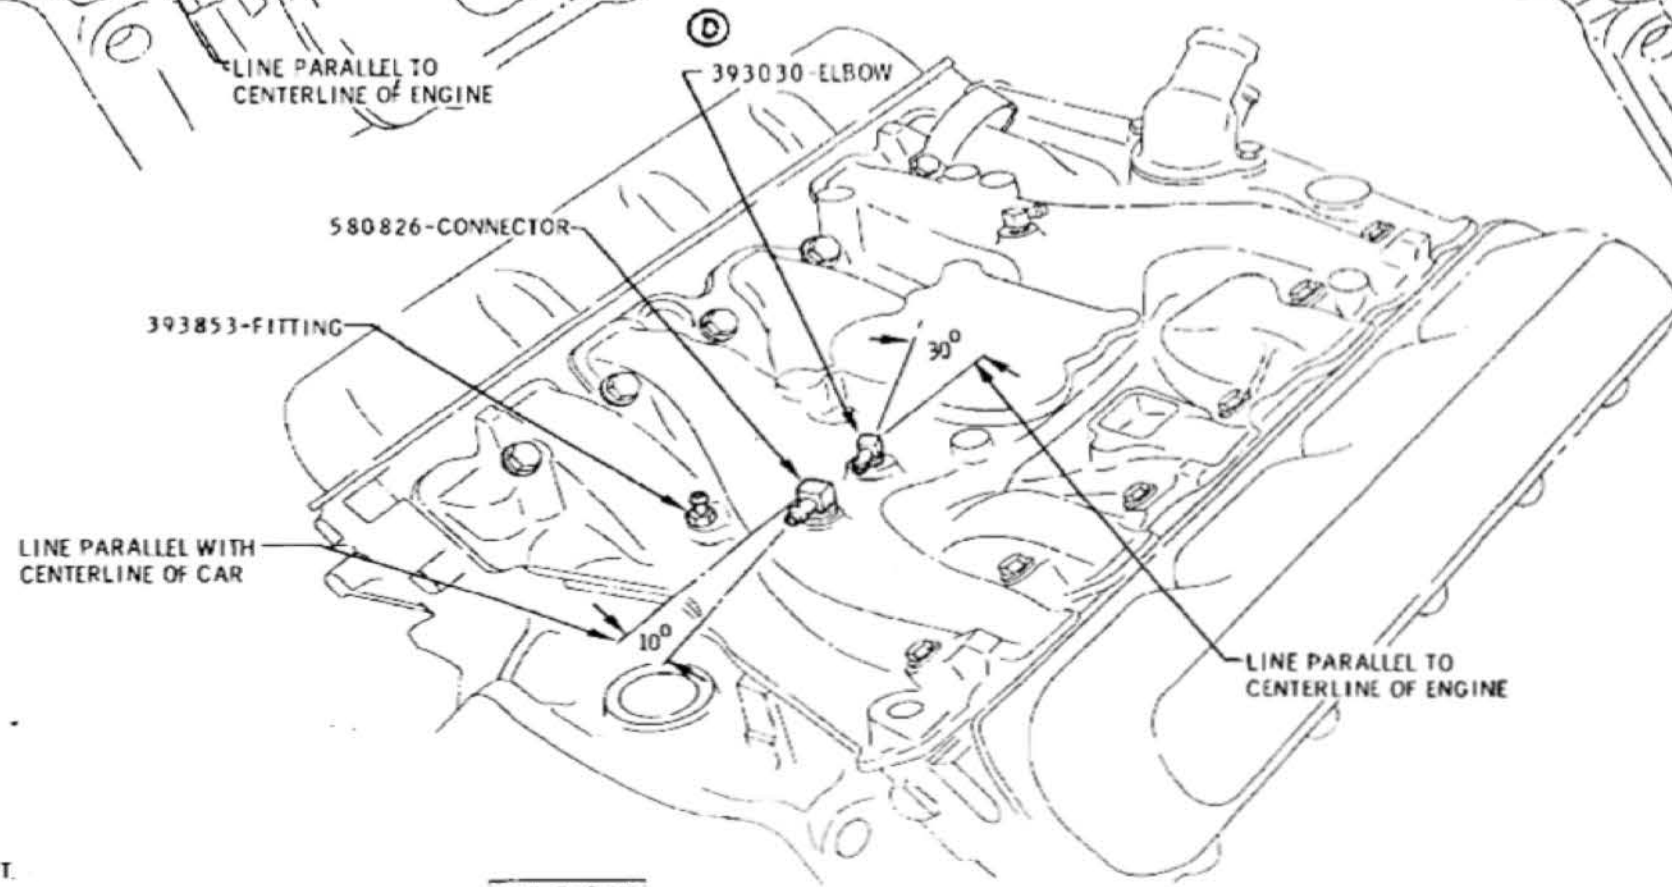 D
LINE PARALLEL TO
CENTERLINE OF ENGINE
393030-ELBOW
580826-CONNECTOR
393853-FITTING
30°
LINE PARALLEL WITH
CENTERLINE OF CAR
10°
LINE PARALLEL TO
CENTERLINE OF ENGINE
T.